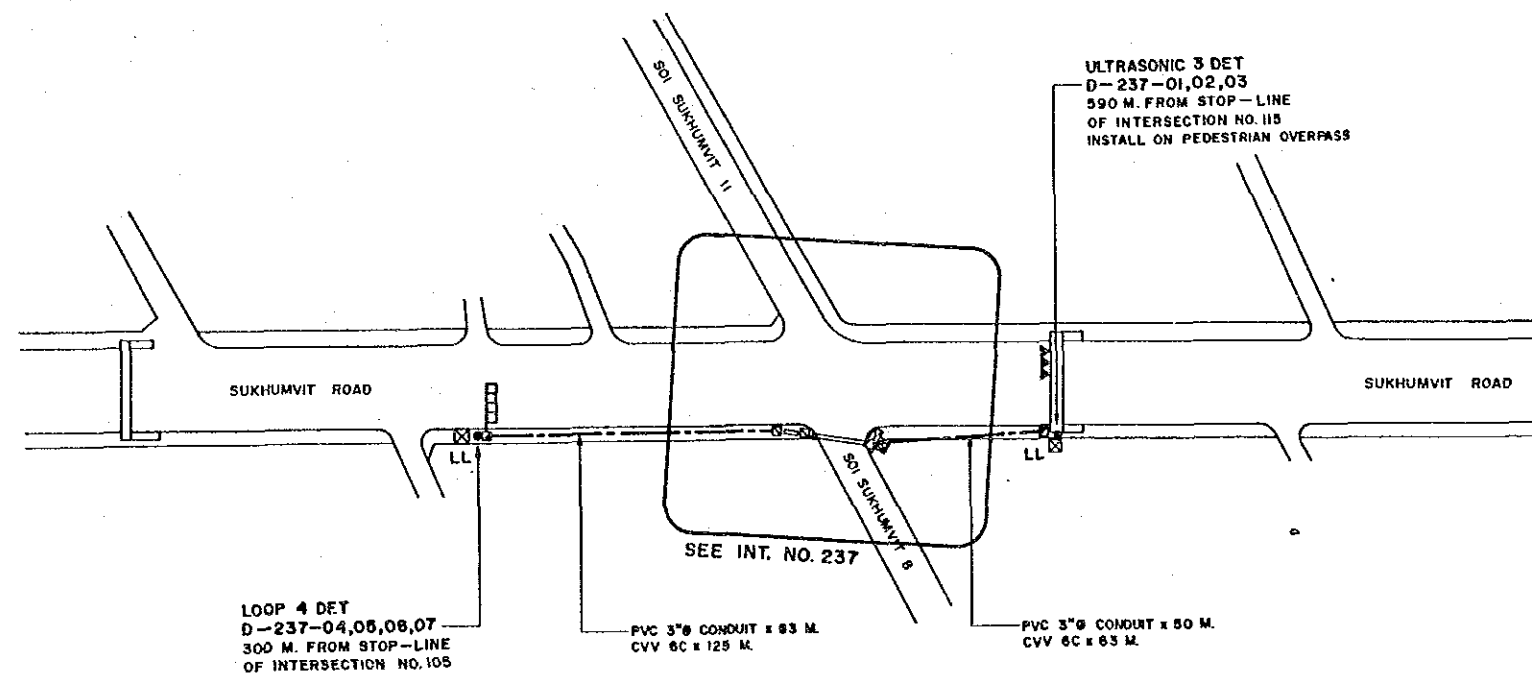 SOI SUKHUMVIT 11
ULTRASONIC 3 DET
D-237-01,02,03
590 M. FROM STOP-LINE
OF INTERSECTION NO. 115
INSTALL ON PEDESTRIAN OVERPASS
SUKHUMVIT ROAD
SUKHUMVIT ROAD
LL
LL
SOI SUKHUMVIT 8
SEE INT. NO. 237
LOOP 4 DET
D-237-04,05,06,07
300 M. FROM STOP-LINE
OF INTERSECTION NO. 105
PVC 3"Ø CONDUIT x 93 M.
CVV 6C x 125 M.
PVC 3"Ø CONDUIT x 50 M.
CVV 6C x 63 M.